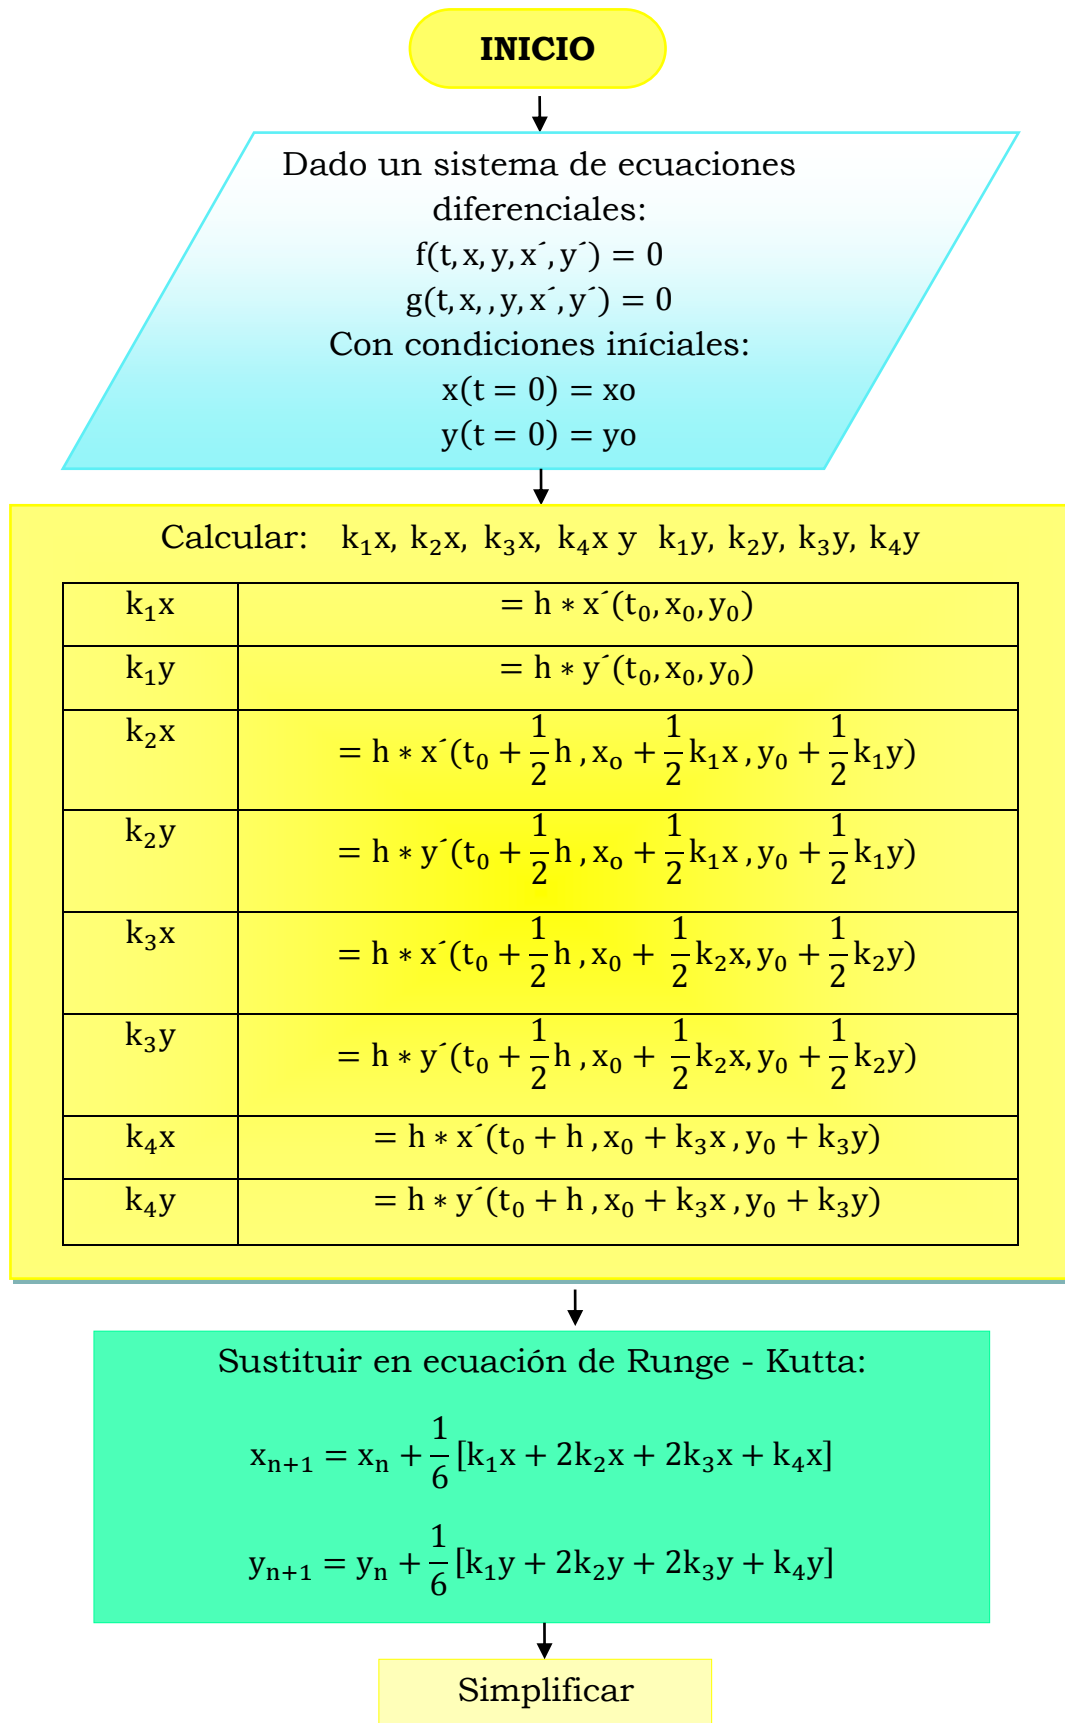 INICIO
Dado un sistema de ecuaciones
diferenciales:
f(t, x, y, x´, y´) = 0
g(t, x, , y, x´, y´) = 0
Con condiciones iníciales:
x(t = 0) = xo
y(t = 0) = yo
Calcular: k₁x, k₂x, k₃x, k₄x y k₁y, k₂y, k₃y, k₄y
k₁x = h ∗ x´(t₀, x₀, y₀)
k₁y = h ∗ y´(t₀, x₀, y₀)
k₂x = h ∗ x´(t₀ + 1/2 h , xₒ + 1/2 k₁x , y₀ + 1/2 k₁y)
k₂y = h ∗ y´(t₀ + 1/2 h , xₒ + 1/2 k₁x , y₀ + 1/2 k₁y)
k₃x = h ∗ x´(t₀ + 1/2 h , x₀ + 1/2 k₂x, y₀ + 1/2 k₂y)
k₃y = h ∗ y´(t₀ + 1/2 h , x₀ + 1/2 k₂x, y₀ + 1/2 k₂y)
k₄x = h ∗ x´(t₀ + h , x₀ + k₃x , y₀ + k₃y)
k₄y = h ∗ y´(t₀ + h , x₀ + k₃x , y₀ + k₃y)
Sustituir en ecuación de Runge - Kutta:
xₙ₊₁ = xₙ + 1/6 [k₁x + 2k₂x + 2k₃x + k₄x]
yₙ₊₁ = yₙ + 1/6 [k₁y + 2k₂y + 2k₃y + k₄y]
Simplificar